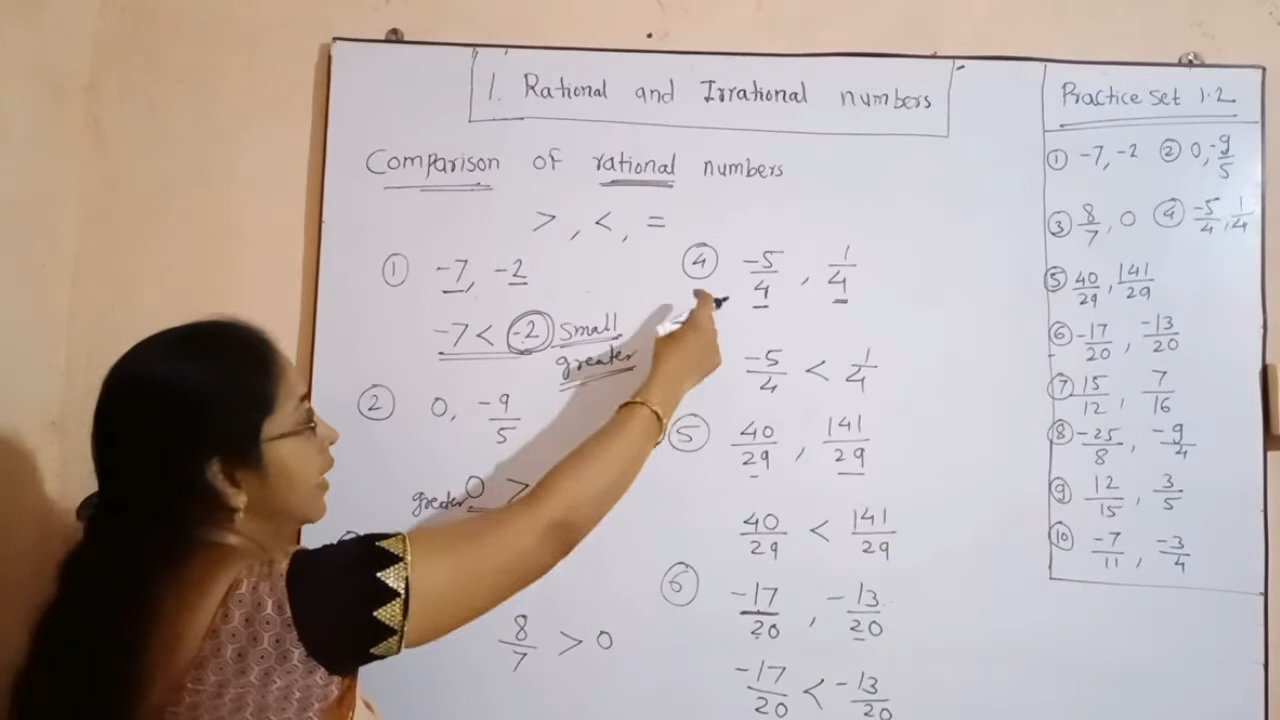 1. Rational and Irrational numbers
Comparison of rational numbers
>, <, =
① -7, -2
-7 < -2 small
greater
② 0, -9/5
greater 0 >
8/7 > 0
④ -5/4, 1/4
-5/4 < 1/4
⑤ 40/29, 141/29
40/29 < 141/29
⑥ -17/20, -13/20
-17/20 < -13/20
Practice set 1.2
① -7, -2 ② 0, -9/5
③ 8/7, 0 ④ -5/4, 1/4
⑤ 40/29, 141/29
⑥ -17/20, -13/20
⑦ 15/12, 7/16
⑧ -25/8, -9/4
⑨ 12/15, 3/5
⑩ -7/11, -3/4